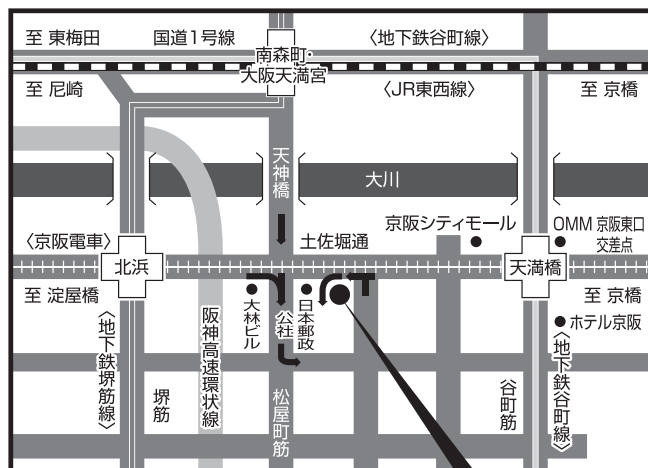 至 東梅田
国道1号線
南森町・
大阪天満宮
〈地下鉄谷町線〉
至 尼崎
〈JR東西線〉
至 京橋
天神橋
大川
京阪シティモール
OMM 京阪東口
交差点
〈京阪電車〉
土佐堀通
北浜
天満橋
至 淀屋橋
至 京橋
大林ビル
公社
日本郵政
ホテル京阪
〈地下鉄堺筋線〉
堺筋
阪神高速環状線
松屋町筋
谷町筋
〈地下鉄谷町線〉